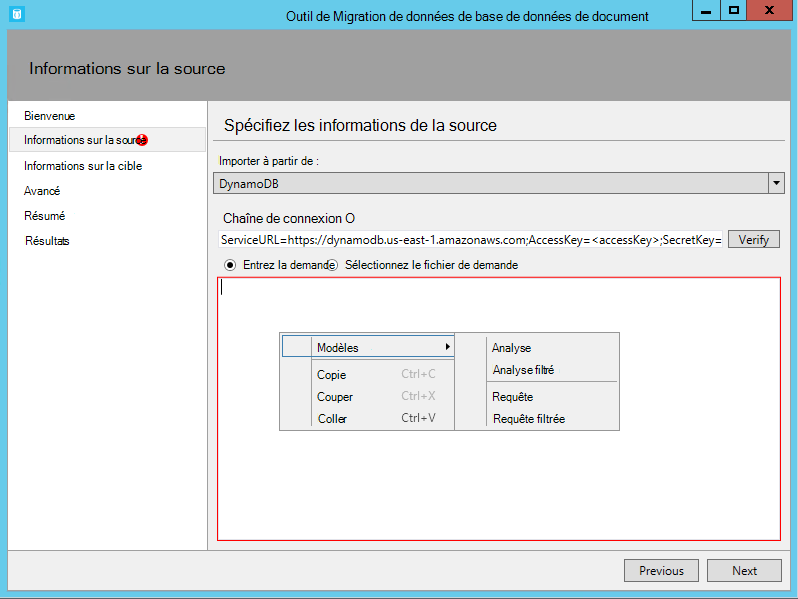 Outil de Migration de données de base de données de document
Informations sur la source
Bienvenue
Informations sur la source
Informations sur la cible
Avancé
Résumé
Résultats
Spécifiez les informations de la source
Importer à partir de :
DynamoDB
Chaîne de connexion O
ServiceURL=https://dynamodb.us-east-1.amazonaws.com;AccessKey=<accessKey>;SecretKey=
Verify
Entrez la demande Sélectionnez le fichier de demande
Modèles
Copie Ctrl+C
Couper Ctrl+X
Coller Ctrl+V
Analyse
Analyse filtré
Requête
Requête filtrée
Previous
Next